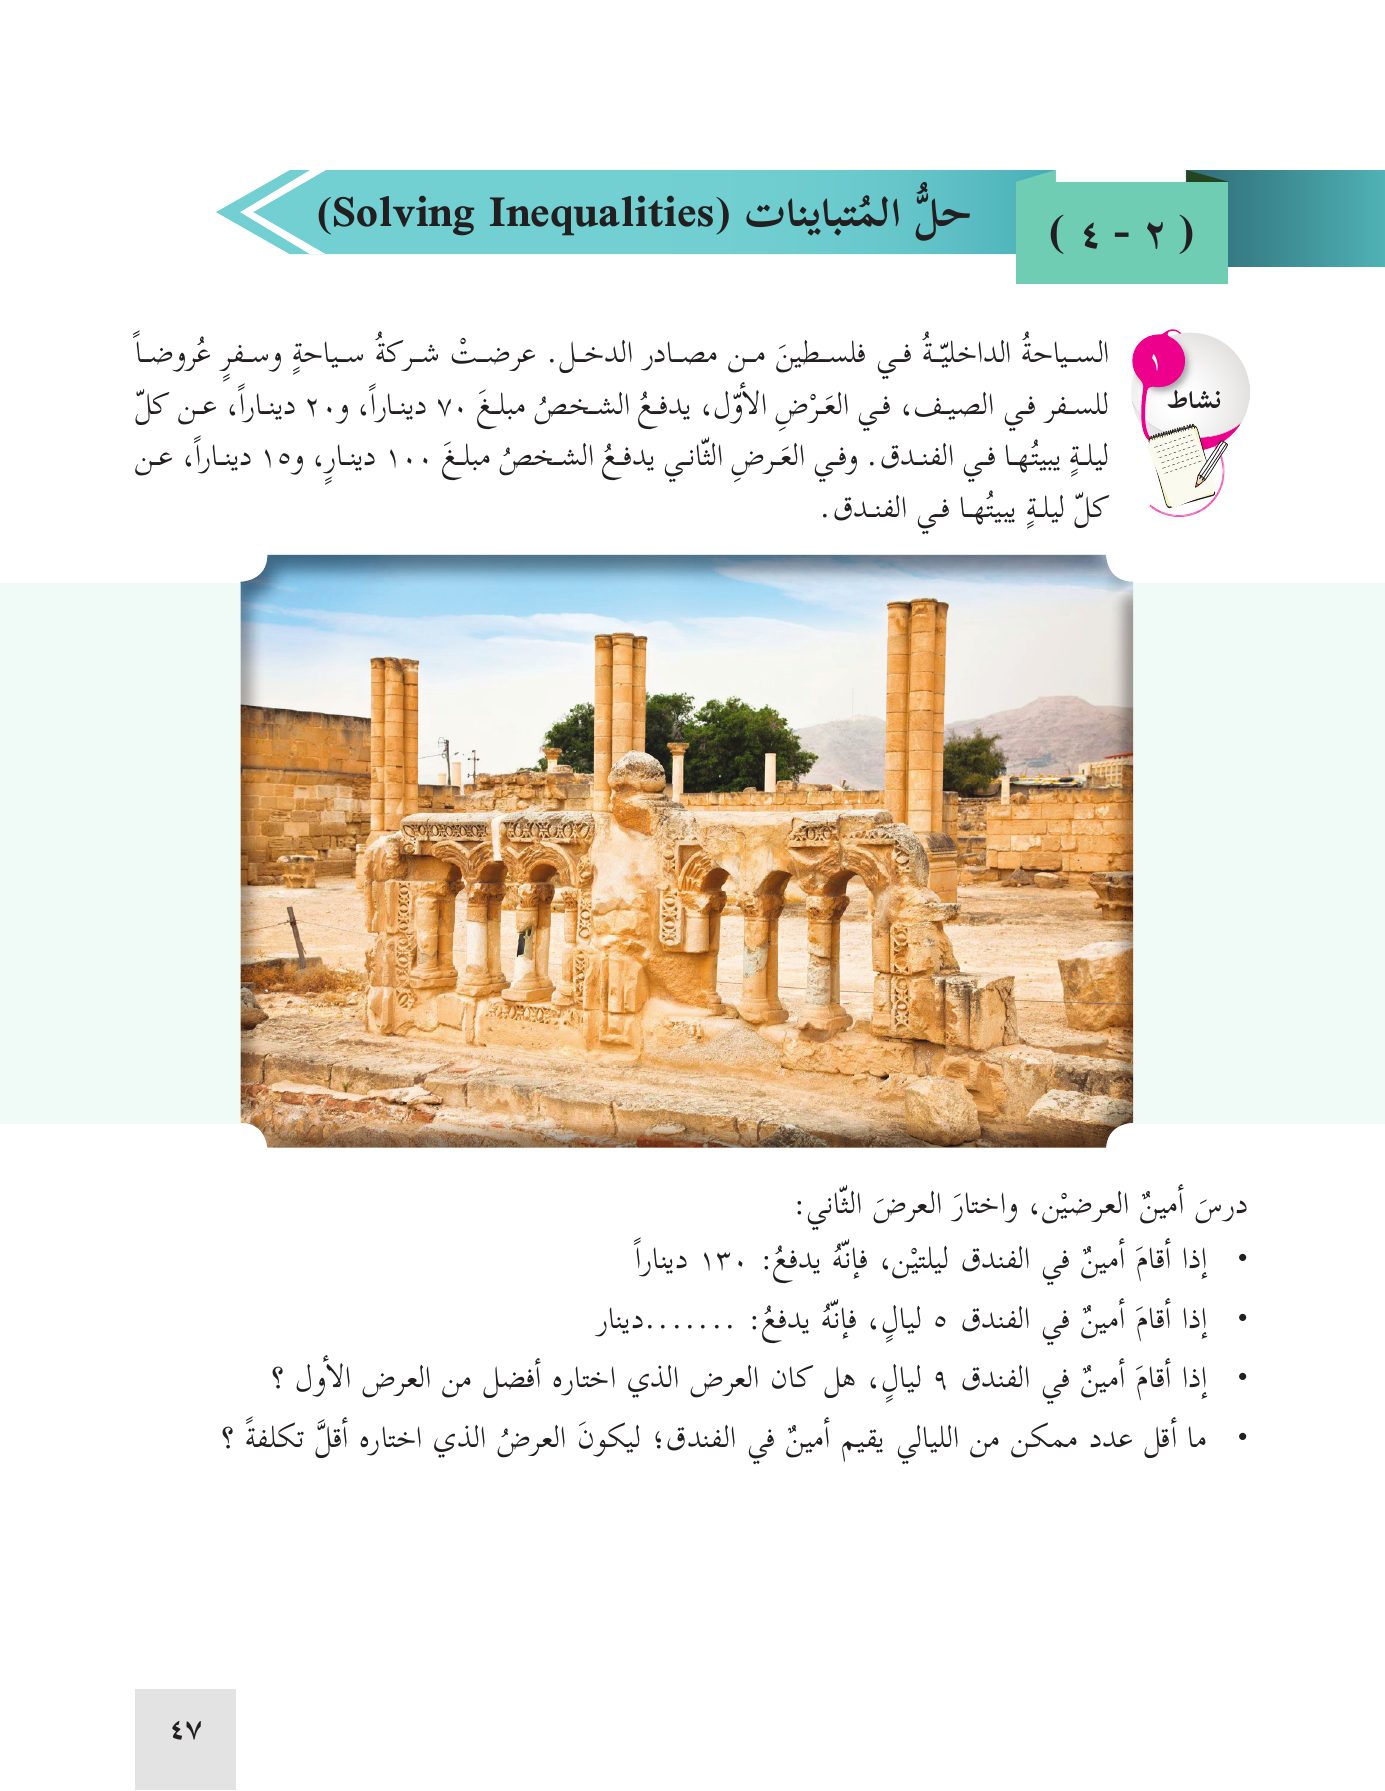 ( ٢ - ٤ )
حلُّ المُتباينات (Solving Inequalities)
١
نشاط
السياحةُ الداخليّةُ في فلسطينَ من مصادر الدخل. عرضتْ شركةُ سياحةٍ وسفرٍ عُروضاً
للسفر في الصيف، في العَرْضِ الأوّل، يدفعُ الشخصُ مبلغَ ٧٠ ديناراً، و٢٠ ديناراً، عن كلّ
ليلةٍ يبيتُها في الفندق. وفي العَرضِ الثّاني يدفعُ الشخصُ مبلغَ ١٠٠ دينارٍ، و١٥ ديناراً، عن
كلّ ليلةٍ يبيتُها في الفندق.
درسَ أمينٌ العرضيْن، واختارَ العرضَ الثّاني:
• إذا أقامَ أمينٌ في الفندق ليلتيْن، فإنّهُ يدفعُ: ١٣٠ ديناراً
• إذا أقامَ أمينٌ في الفندق ٥ ليالٍ، فإنّهُ يدفعُ: .......دينار
• إذا أقامَ أمينٌ في الفندق ٩ ليالٍ، هل كان العرض الذي اختاره أفضل من العرض الأول ؟
• ما أقل عدد ممكن من الليالي يقيم أمينٌ في الفندق؛ ليكونَ العرضُ الذي اختاره أقلَّ تكلفةً ؟
٤٧